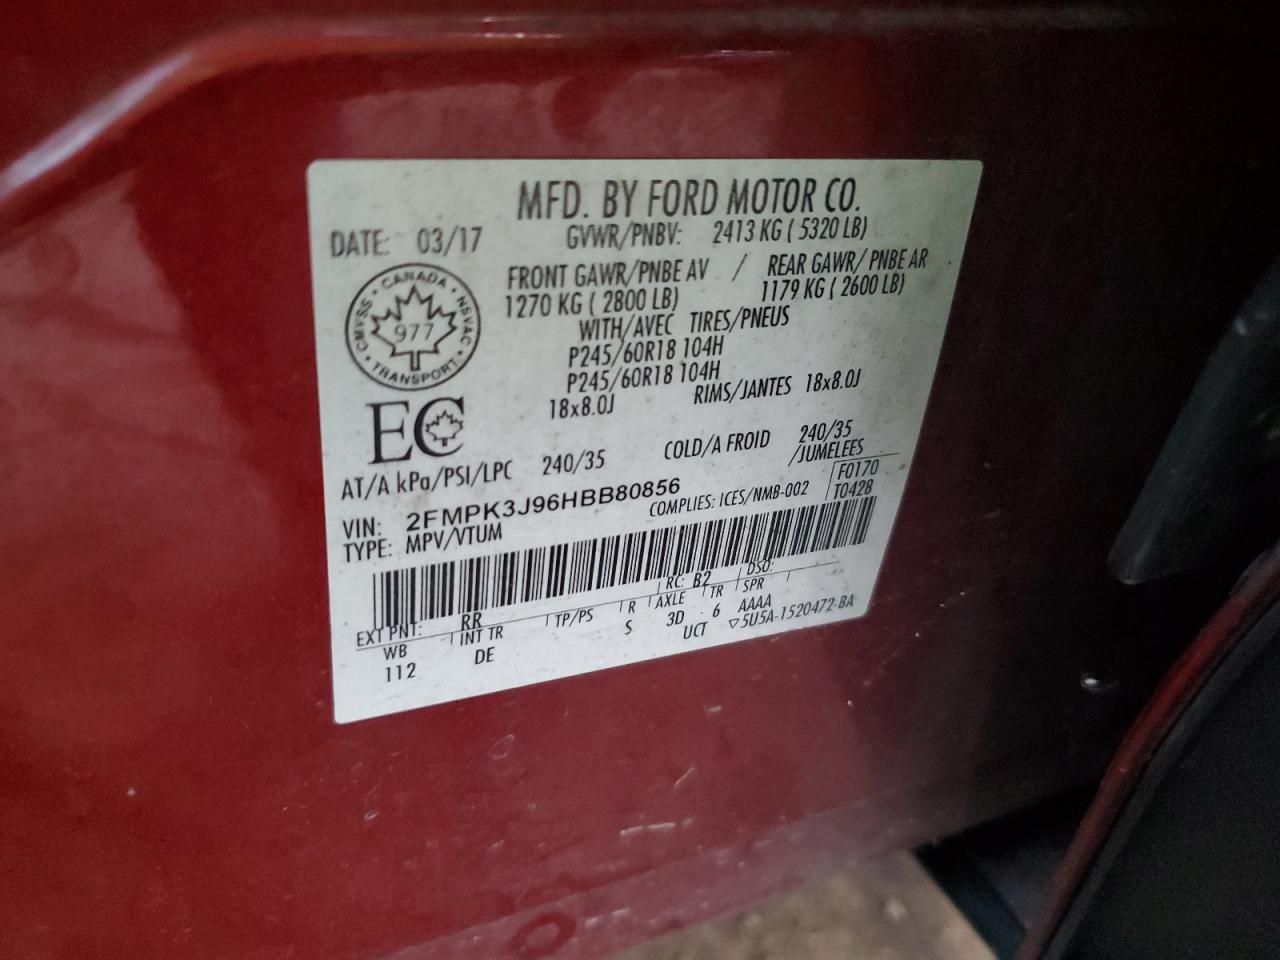 MFD. BY FORD MOTOR CO.
DATE: 03/17 GVWR/PNBV: 2413 KG ( 5320 LB)
FRONT GAWR/PNBE AV / REAR GAWR/ PNBE AR
1270 KG ( 2800 LB) 1179 KG ( 2600 LB)
WITH/AVEC TIRES/PNEUS
P245/60R18 104H
P245/60R18 104H
18x8.0J RIMS/JANTES 18x8.0J
CANADA · NSVAC · TRANSPORT · CMVSS ·
977
EC
AT/A kPa/PSI/LPC 240/35 COLD/A FROID 240/35
/JUMELEES
VIN: 2FMPK3J96HBB80856
F0170
TYPE: MPV/VTUM COMPLIES: ICES/NMB-002 T0428
EXT PNT: RR RC: B2 DSO:
WB INT TR TP/PS R AXLE TR SPR
112 DE S 3D 6 AAAA
UCT ▽5U5A-1520472-BA